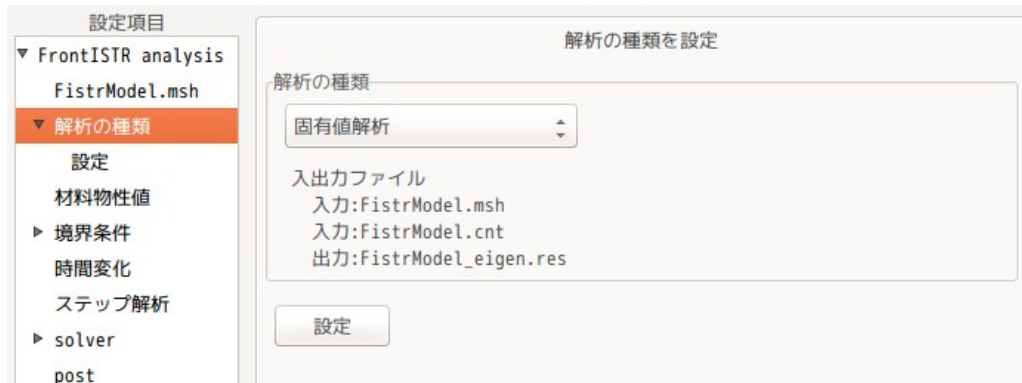 設定項目
▼ FrontISTR analysis
FistrModel.msh
▼ 解析の種類
設定
材料物性値
▶ 境界条件
時間変化
ステップ解析
▶ solver
post
解析の種類を設定
解析の種類
固有値解析
入出力ファイル
入力:FistrModel.msh
入力:FistrModel.cnt
出力:FistrModel_eigen.res
設定